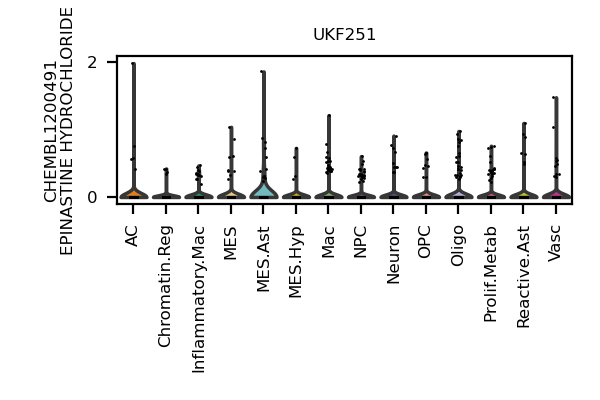 UKF251
CHEMBL1200491
EPINASTINE HYDROCHLORIDE
2
0
AC
Chromatin.Reg
Inflammatory.Mac
MES
MES.Ast
MES.Hyp
Mac
NPC
Neuron
OPC
Oligo
Prolif.Metab
Reactive.Ast
Vasc